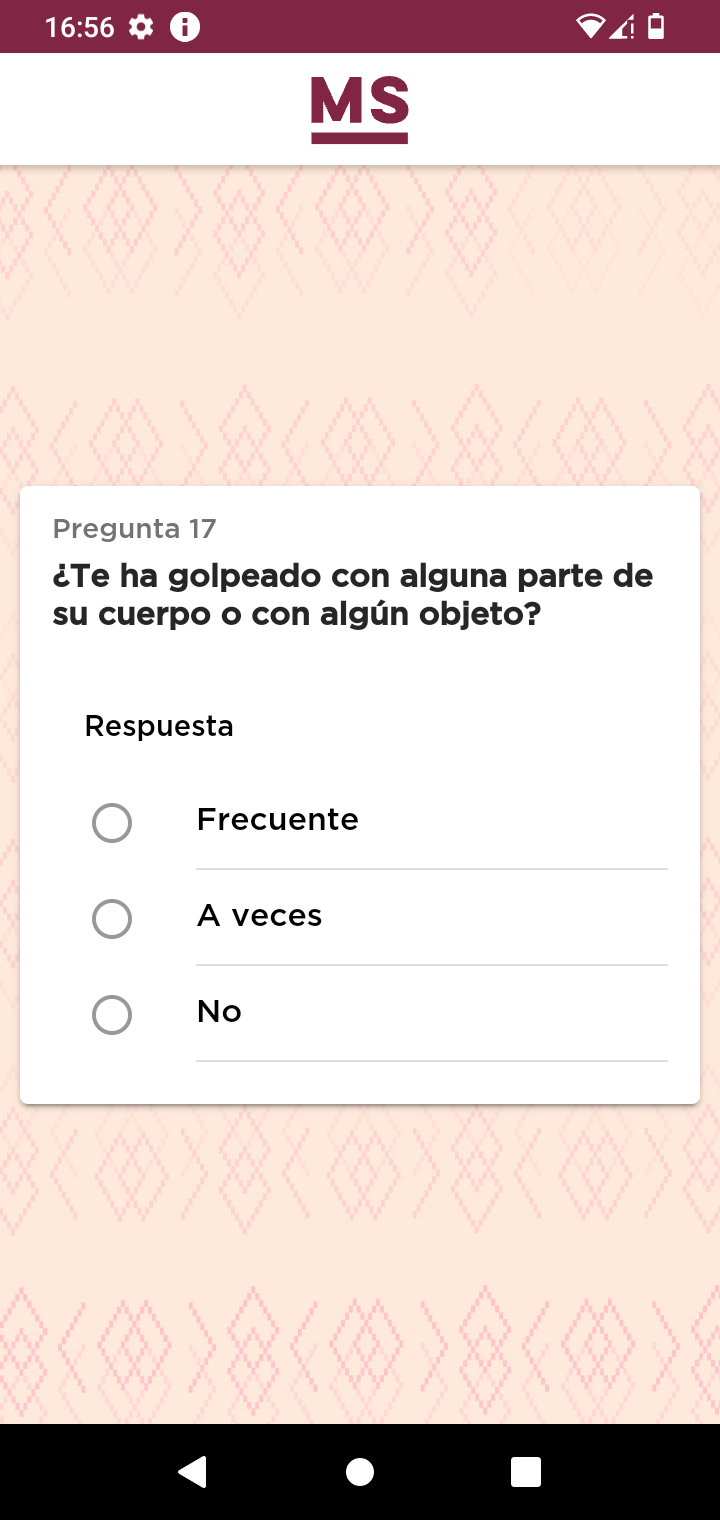 16:56
MS
Pregunta 17
¿Te ha golpeado con alguna parte de
su cuerpo o con algún objeto?
Respuesta
Frecuente
A veces
No